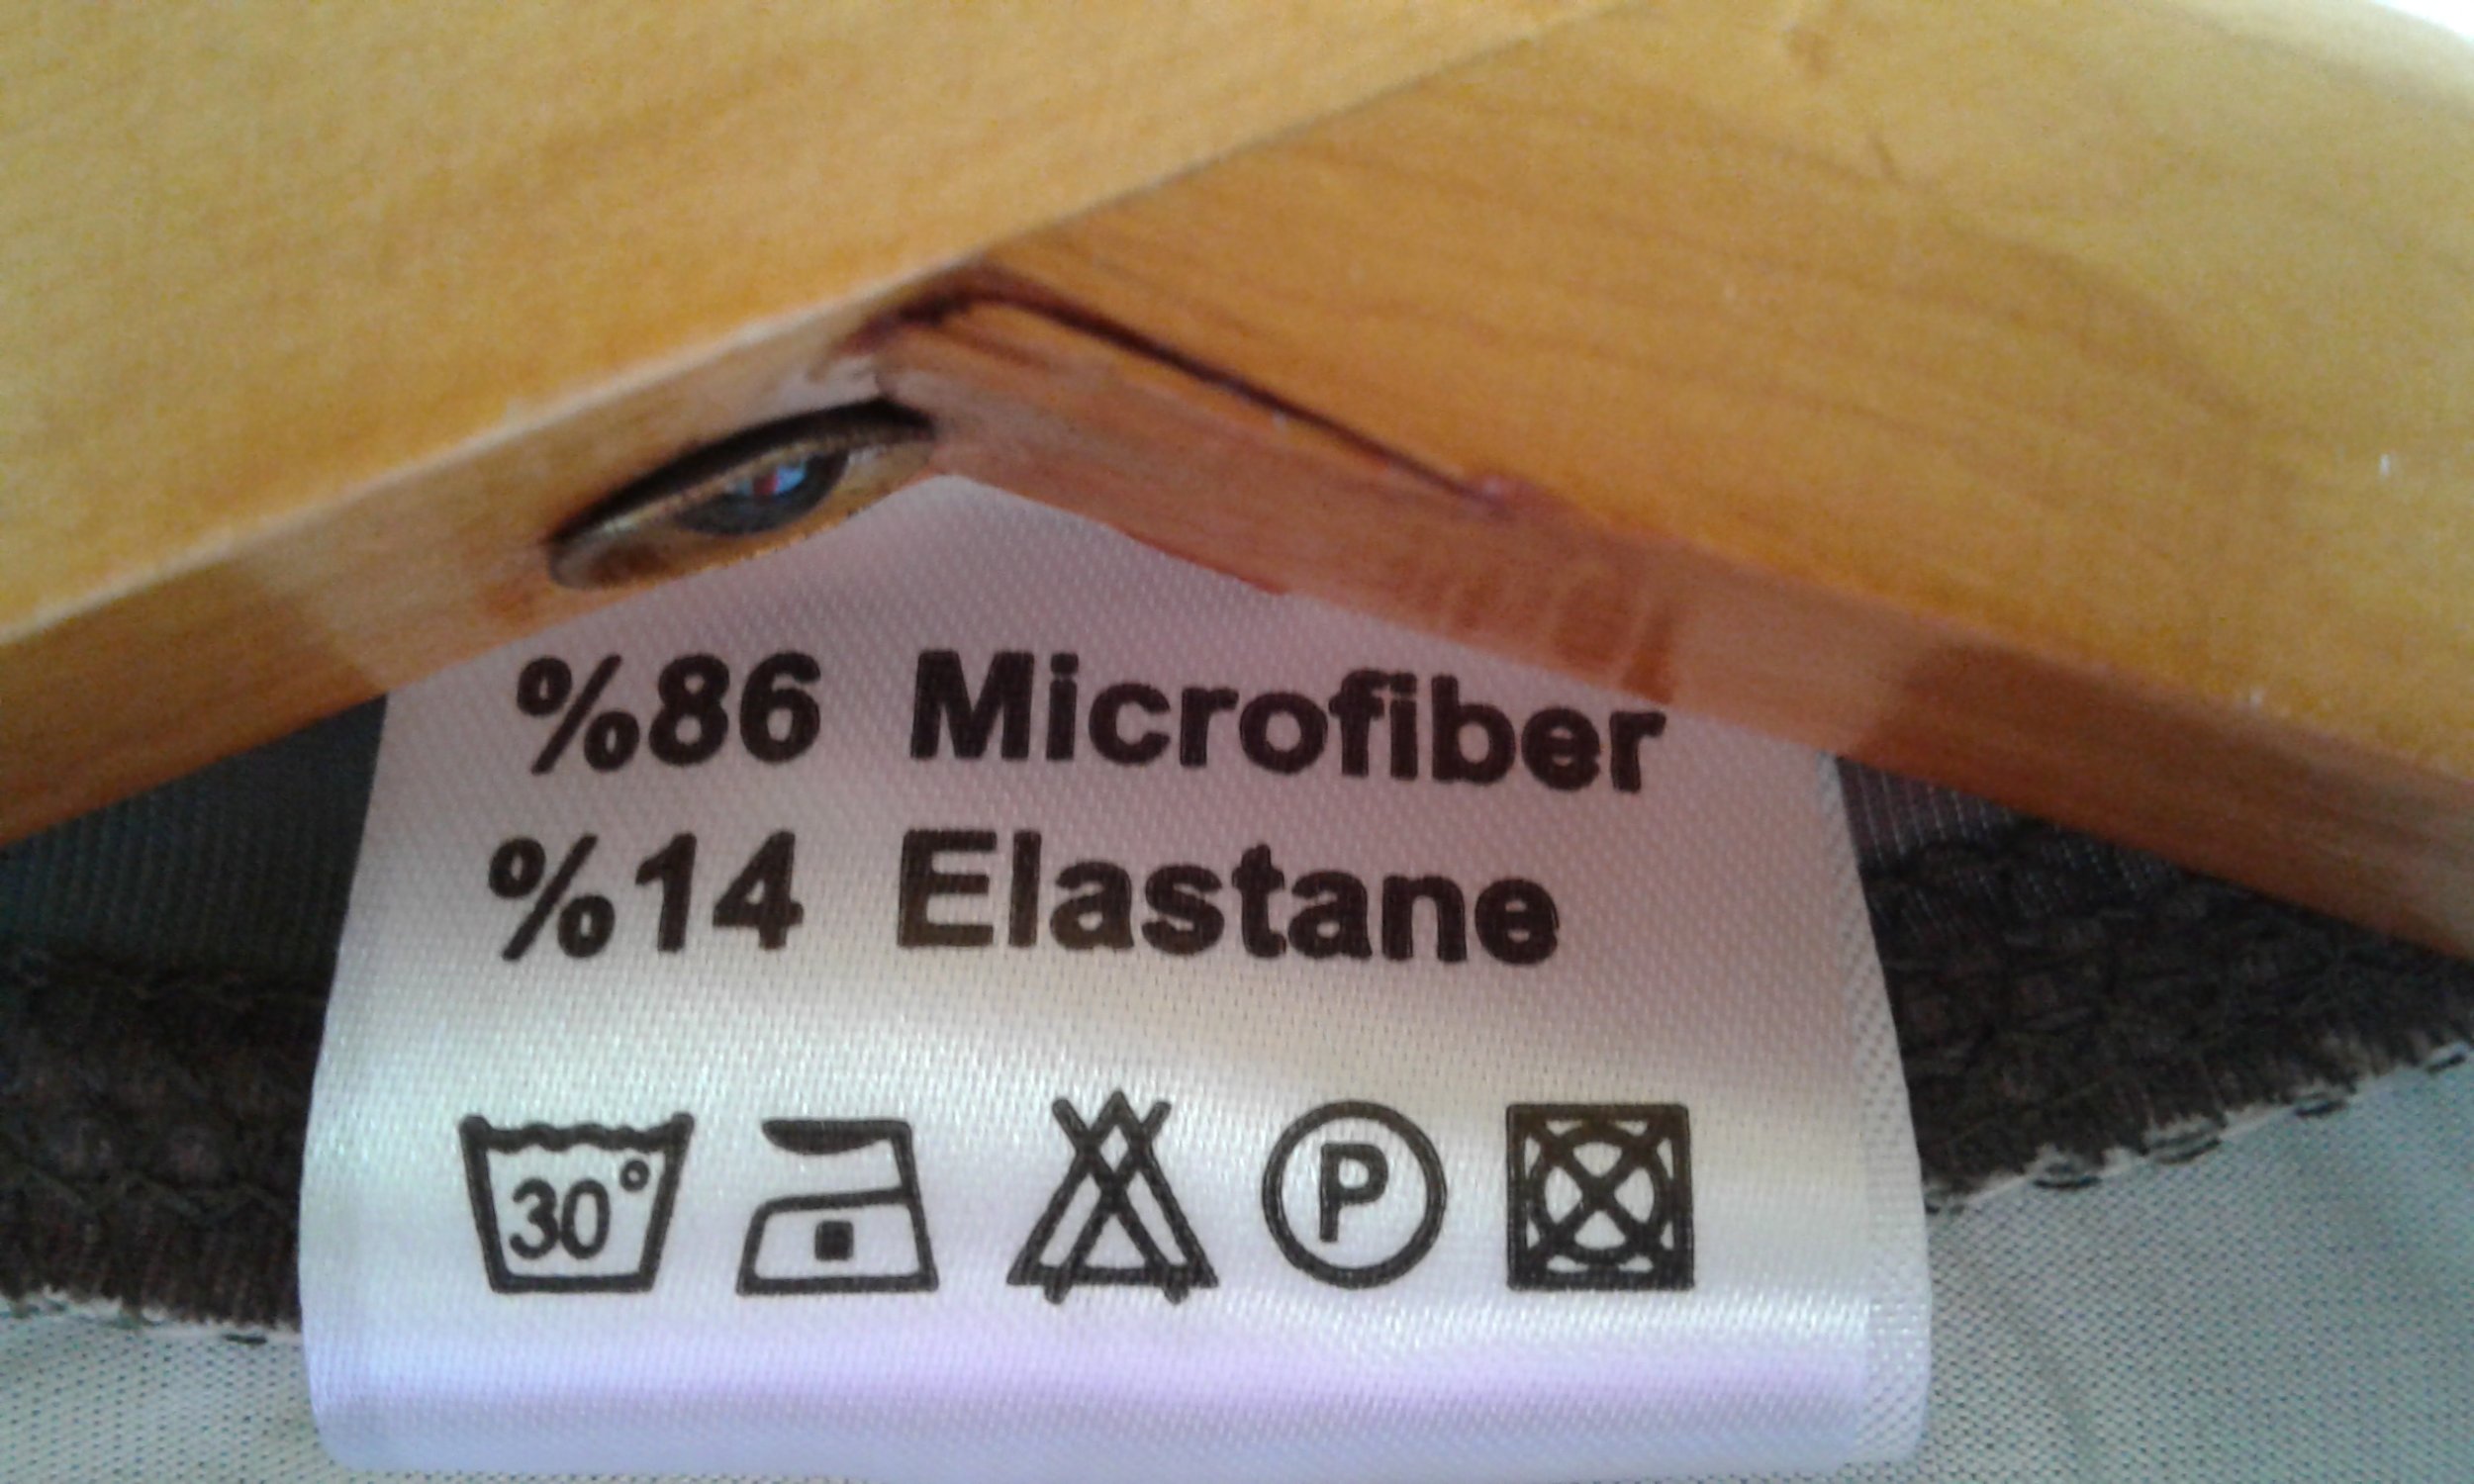 %86 Microfiber
%14 Elastane
30° P